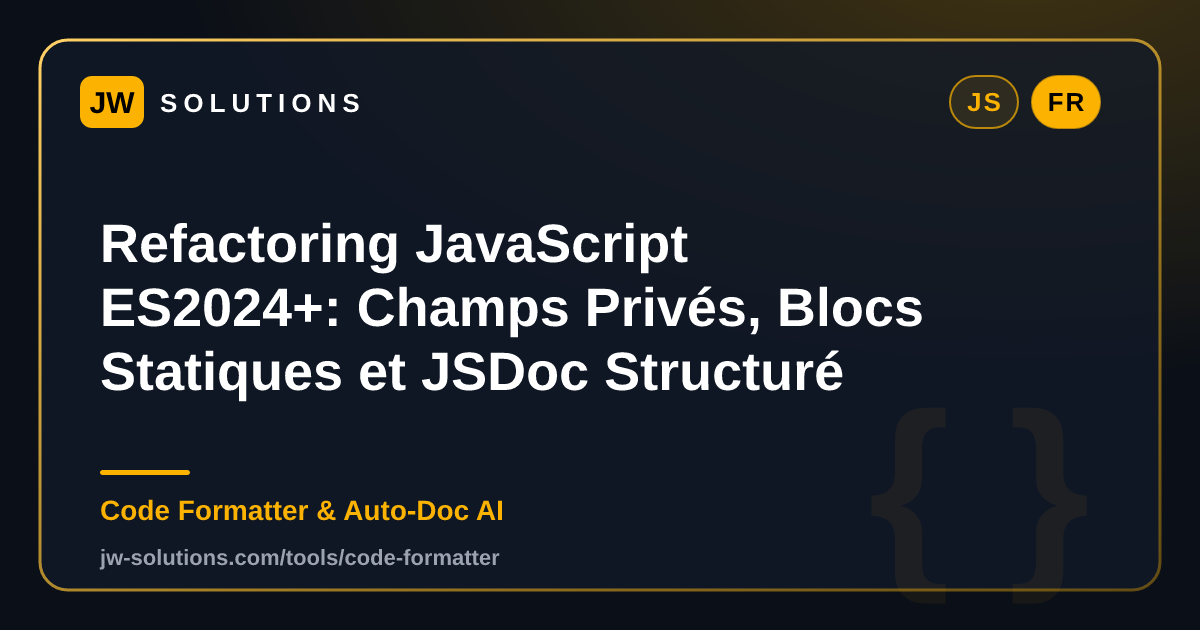 JW SOLUTIONS
JS FR
Refactoring JavaScript
ES2024+: Champs Privés, Blocs
Statiques et JSDoc Structuré
{ }
Code Formatter & Auto-Doc AI
jw-solutions.com/tools/code-formatter